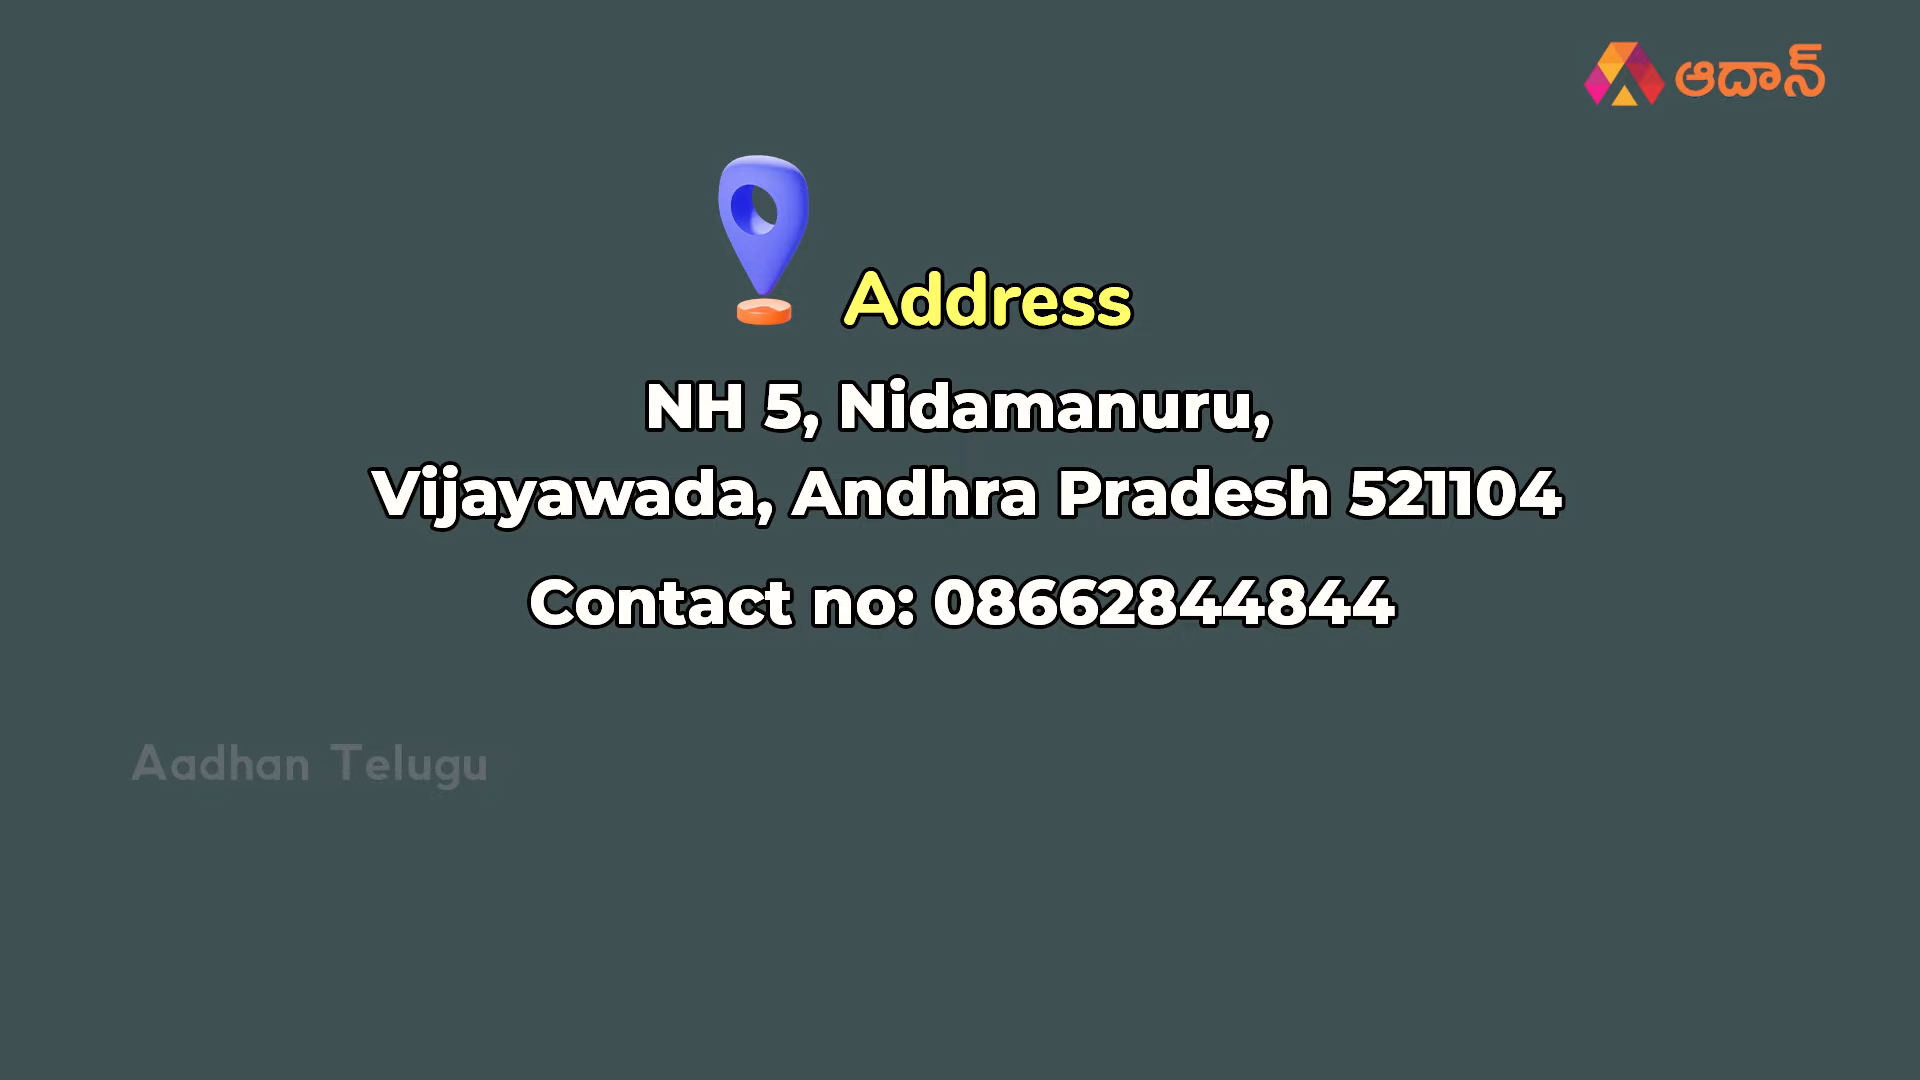 ఆదాన్
Address
NH 5, Nidamanuru,
Vijayawada, Andhra Pradesh 521104
Contact no: 08662844844
Aadhan Telugu